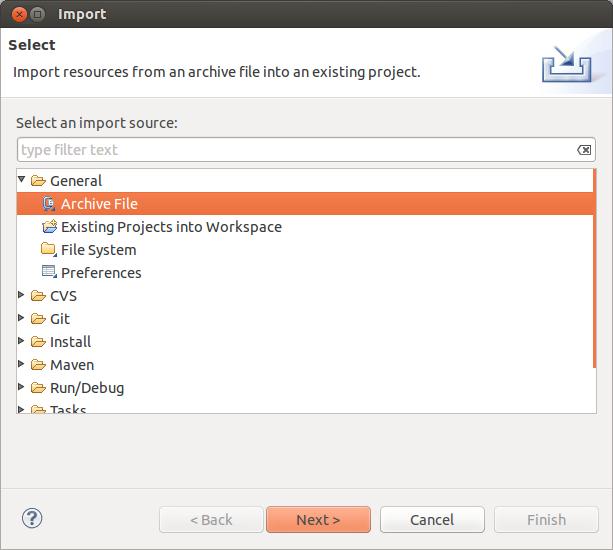 Import
Select
Import resources from an archive file into an existing project.
Select an import source:
type filter text
General
Archive File
Existing Projects into Workspace
File System
Preferences
CVS
Git
Install
Maven
Run/Debug
Tasks
< Back
Next >
Cancel
Finish